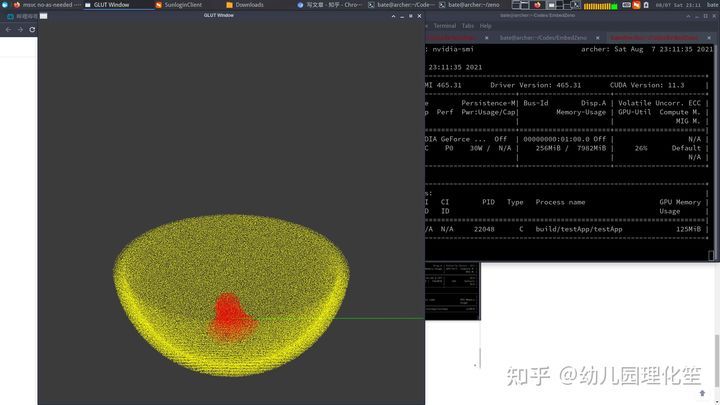 msvc no-as-needed
GLUT Window
SunloginClient
Downloads
写文章 - 知乎 - Chro
bate@archer:~/Code
bate@archer:~/zeno
08/07 Sat 23:11
bate
GLUT Window
bate@archer:~/Codes/EmbedZeno
Terminal Tabs Help
bate@archer:~/Codes/EmbedZeno
bate@archer:~/Codes/EmbedZeno
: nvidia-smi archer: Sat Aug 7 23:11:35 2021
23:11:35 2021
MI 465.31 Driver Version: 465.31 CUDA Version: 11.3
e Persistence-M| Bus-Id Disp.A | Volatile Uncorr. ECC
Perf Pwr:Usage/Cap| Memory-Usage | GPU-Util Compute M.
MIG M.
DIA GeForce ... Off | 00000000:01:00.0 Off | N/A
C P0 30W / N/A | 256MiB / 7982MiB | 26% Default
N/A
s:
I CI PID Type Process name GPU Memory
D ID Usage
/A N/A 22048 C build/testApp/testApp 125MiB
知乎 @幼儿园理化笙